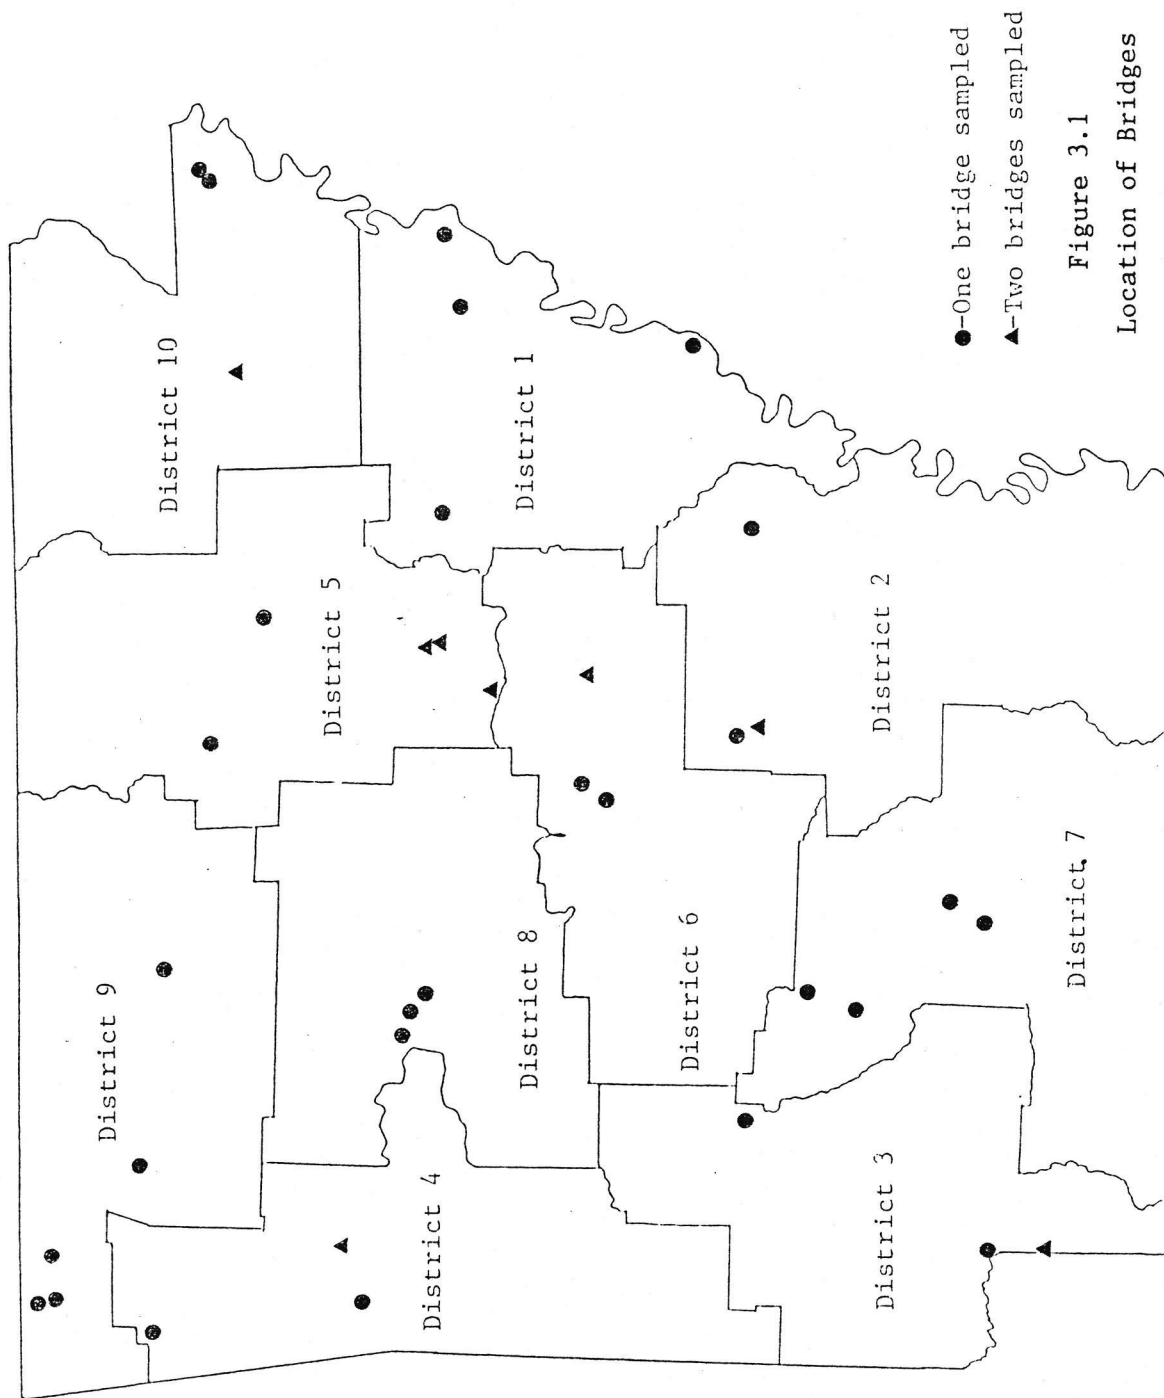 District 10
District 9
District 5
District 1
District 4
District 8
District 6
District 2
District 3
District 7
●-One bridge sampled
▲-Two bridges sampled
Figure 3.1
Location of Bridges